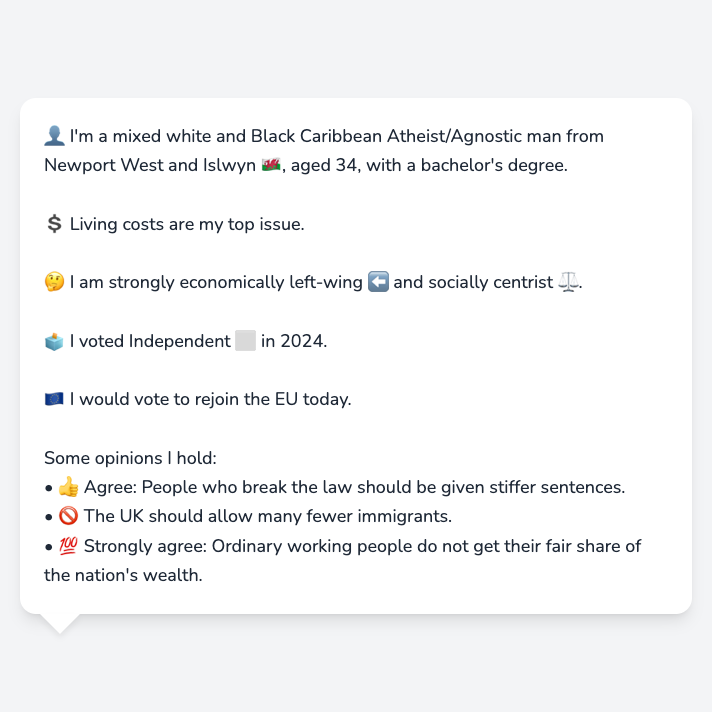 👤 I'm a mixed white and Black Caribbean Atheist/Agnostic man from
Newport West and Islwyn 🏴󠁧󠁢󠁷󠁬󠁳󠁿, aged 34, with a bachelor's degree.
💲 Living costs are my top issue.
🤔 I am strongly economically left-wing ⬅️ and socially centrist ⚖️.
🗳️ I voted Independent ⬜ in 2024.
🇪🇺 I would vote to rejoin the EU today.
Some opinions I hold:
• 👍 Agree: People who break the law should be given stiffer sentences.
• 🚫 The UK should allow many fewer immigrants.
• 💯 Strongly agree: Ordinary working people do not get their fair share of
the nation's wealth.